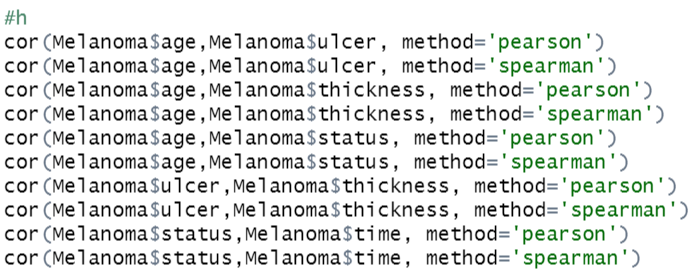 #h
cor(Melanoma$age,Melanoma$ulcer, method='pearson')
cor(Melanoma$age,Melanoma$ulcer, method='spearman')
cor(Melanoma$age,Melanoma$thickness, method='pearson')
cor(Melanoma$age,Melanoma$thickness, method='spearman')
cor(Melanoma$age,Melanoma$status, method='pearson')
cor(Melanoma$age,Melanoma$status, method='spearman')
cor(Melanoma$ulcer,Melanoma$thickness, method='pearson')
cor(Melanoma$ulcer,Melanoma$thickness, method='spearman')
cor(Melanoma$status,Melanoma$time, method='pearson')
cor(Melanoma$status,Melanoma$time, method='spearman')